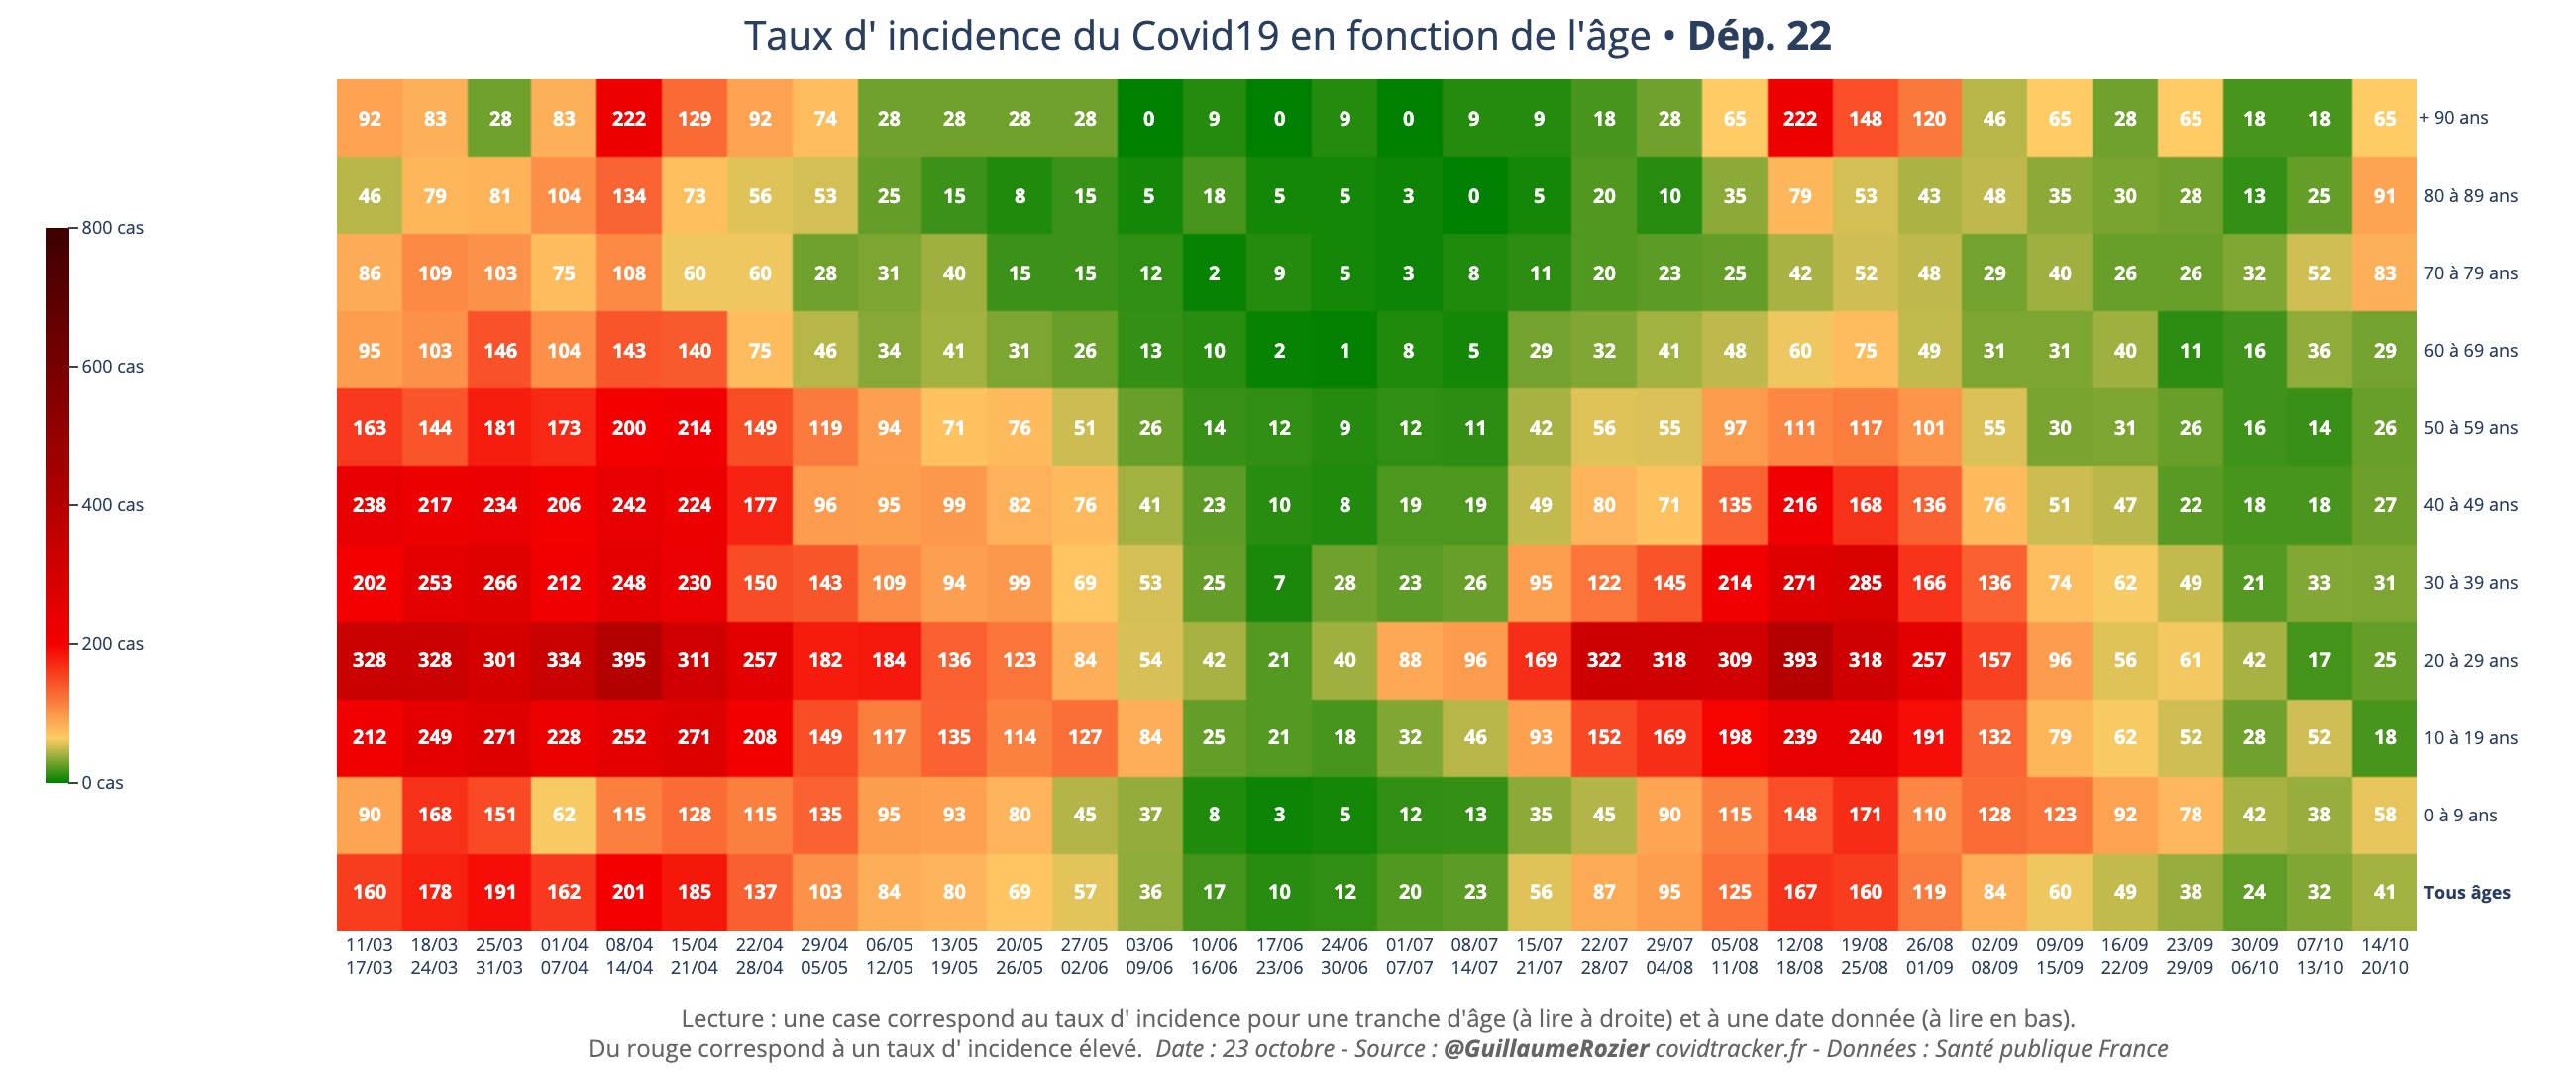 Taux d' incidence du Covid19 en fonction de l'âge • Dép. 22
92 83 28 83 222 129 92 74 28 28 28 28 0 9 0 9 0 9 9 18 28 65 222 148 120 46 65 28 65 18 18 65 + 90 ans
46 79 81 104 134 73 56 53 25 15 8 15 5 18 5 5 3 0 5 20 10 35 79 53 43 48 35 30 28 13 25 91 80 à 89 ans
86 109 103 75 108 60 60 28 31 40 15 15 12 2 9 5 3 8 11 20 23 25 42 52 48 29 40 26 26 32 52 83 70 à 79 ans
95 103 146 104 143 140 75 46 34 41 31 26 13 10 2 1 8 5 29 32 41 48 60 75 49 31 31 40 11 16 36 29 60 à 69 ans
163 144 181 173 200 214 149 119 94 71 76 51 26 14 12 9 12 11 42 56 55 97 111 117 101 55 30 31 26 16 14 26 50 à 59 ans
238 217 234 206 242 224 177 96 95 99 82 76 41 23 10 8 19 19 49 80 71 135 216 168 136 76 51 47 22 18 18 27 40 à 49 ans
202 253 266 212 248 230 150 143 109 94 99 69 53 25 7 28 23 26 95 122 145 214 271 285 166 136 74 62 49 21 33 31 30 à 39 ans
328 328 301 334 395 311 257 182 184 136 123 84 54 42 21 40 88 96 169 322 318 309 393 318 257 157 96 56 61 42 17 25 20 à 29 ans
212 249 271 228 252 271 208 149 117 135 114 127 84 25 21 18 32 46 93 152 169 198 239 240 191 132 79 62 52 28 52 18 10 à 19 ans
90 168 151 62 115 128 115 135 95 93 80 45 37 8 3 5 12 13 35 45 90 115 148 171 110 128 123 92 78 42 38 58 0 à 9 ans
160 178 191 162 201 185 137 103 84 80 69 57 36 17 10 12 20 23 56 87 95 125 167 160 119 84 60 49 38 24 32 41 Tous âges
11/03 18/03 25/03 01/04 08/04 15/04 22/04 29/04 06/05 13/05 20/05 27/05 03/06 10/06 17/06 24/06 01/07 08/07 15/07 22/07 29/07 05/08 12/08 19/08 26/08 02/09 09/09 16/09 23/09 30/09 07/10 14/10
17/03 24/03 31/03 07/04 14/04 21/04 28/04 05/05 12/05 19/05 26/05 02/06 09/06 16/06 23/06 30/06 07/07 14/07 21/07 28/07 04/08 11/08 18/08 25/08 01/09 08/09 15/09 22/09 29/09 06/10 13/10 20/10
800 cas
600 cas
400 cas
200 cas
0 cas
Lecture : une case correspond au taux d' incidence pour une tranche d'âge (à lire à droite) et à une date donnée (à lire en bas).
Du rouge correspond à un taux d' incidence élevé. Date : 23 octobre - Source : @GuillaumeRozier covidtracker.fr - Données : Santé publique France